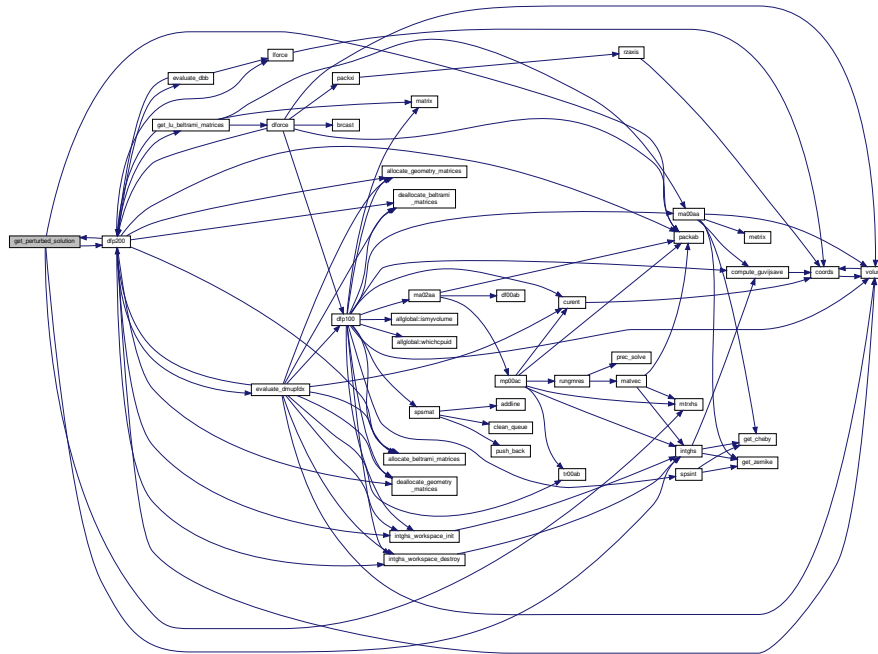 get_perturbed_solution
dfp200
evaluate_dbb
get_lu_beltrami_matrices
lforce
dforce
packxi
brcast
matrix
allocate_geometry_matrices
deallocate_beltrami
_matrices
dfp100
evaluate_dmupfdx
ma02aa
allglobal::ismyvolume
allglobal::whichcpuid
spsmat
allocate_beltrami_matrices
deallocate_geometry
_matrices
intghs_workspace_init
intghs_workspace_destroy
df00ab
mp00ac
addline
clean_queue
push_back
curent
rungmres
tr00ab
rzaxis
prec_solve
matvec
ma00aa
packab
mtrxhs
intghs
spsint
metrix
compute_guvijsave
get_cheby
get_zernike
coords